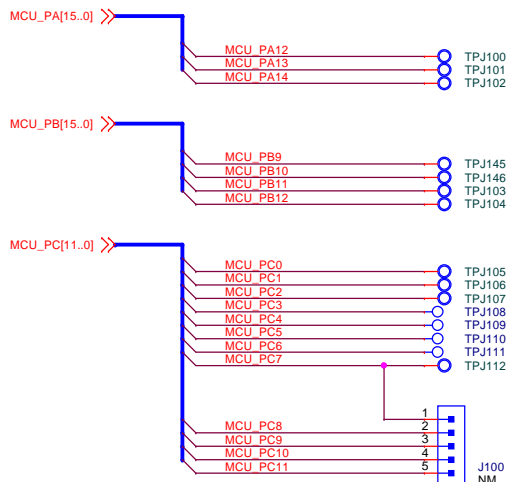 MCU_PA[15..0]
MCU_PA12 TPJ100
MCU_PA13 TPJ101
MCU_PA14 TPJ102
MCU_PB[15..0]
MCU_PB9 TPJ145
MCU_PB10 TPJ146
MCU_PB11 TPJ103
MCU_PB12 TPJ104
MCU_PC[11..0]
MCU_PC0 TPJ105
MCU_PC1 TPJ106
MCU_PC2 TPJ107
MCU_PC3 TPJ108
MCU_PC4 TPJ109
MCU_PC5 TPJ110
MCU_PC6 TPJ111
MCU_PC7 TPJ112
1
MCU_PC8 2
MCU_PC9 3
MCU_PC10 4
MCU_PC11 5 J100
NM